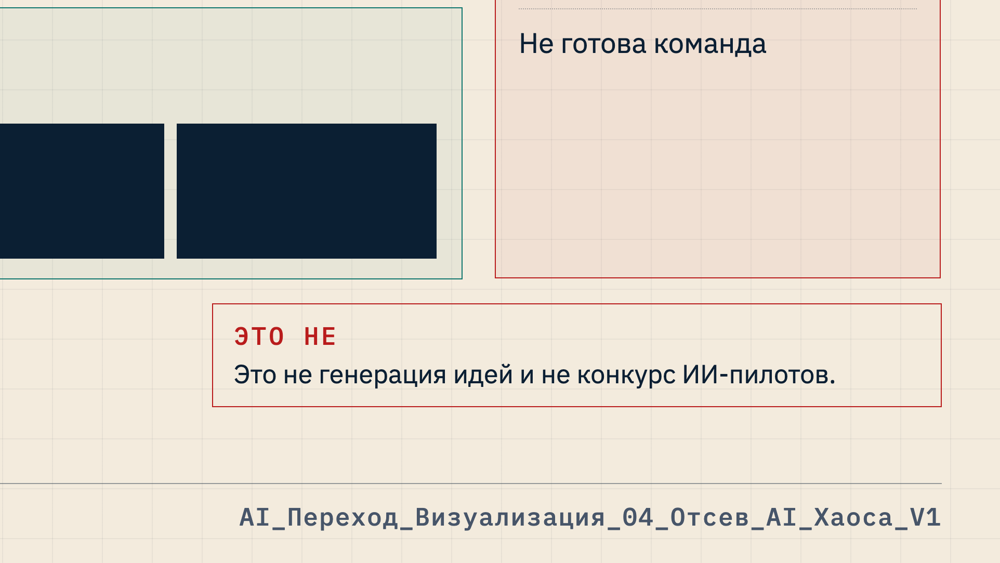 Не готова команда
ЭТО НЕ
Это не генерация идей и не конкурс ИИ-пилотов.
AI_Переход_Визуализация_04_Отсев_AI_Хаоса_V1